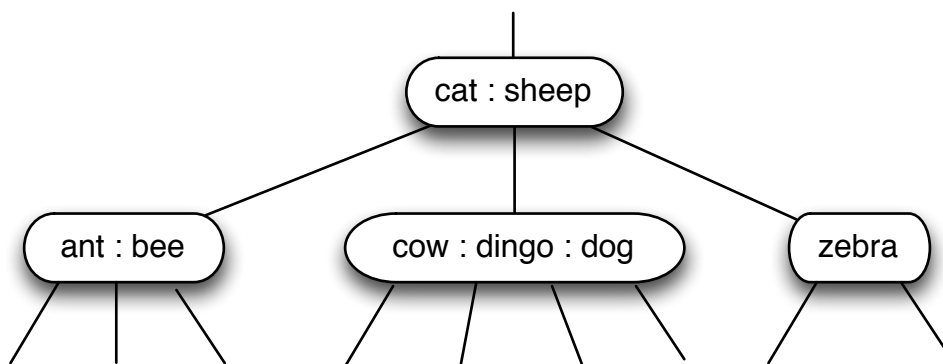 cat : sheep
ant : bee
cow : dingo : dog
zebra